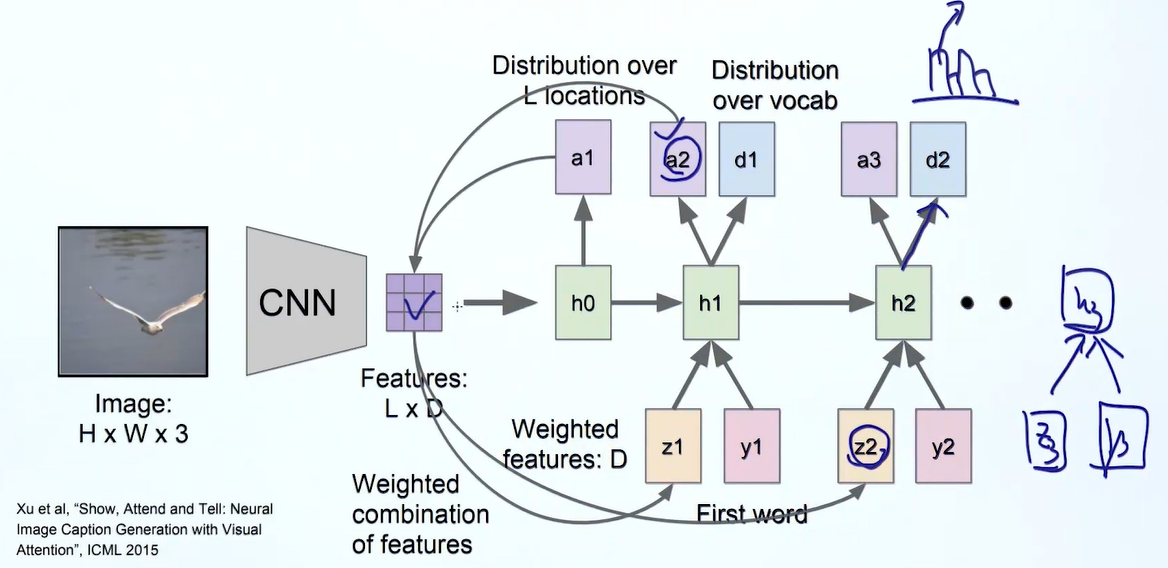 Distribution over
L locations
Distribution
over vocab
a1
a2
d1
a3
d2
CNN
h0
h1
h2
h3
Features:
L x D
Image:
H x W x 3
Weighted
features: D
z1
y1
z2
y2
z3
y3
Weighted
combination
of features
First word
Xu et al, “Show, Attend and Tell: Neural
Image Caption Generation with Visual
Attention”, ICML 2015